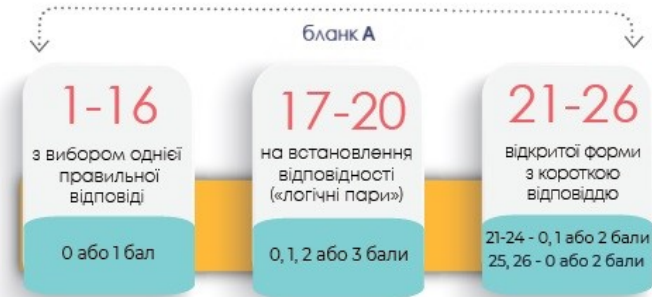 бланк А
1-16
з вибором однієї
правильної
відповіді
0 або 1 бал
17-20
на встановлення
відповідності
(«логічні пари»)
0, 1, 2 або 3 бали
21-26
відкритої форми
з короткою
відповіддю
21-24 - 0, 1 або 2 бали
25, 26 - 0 або 2 бали